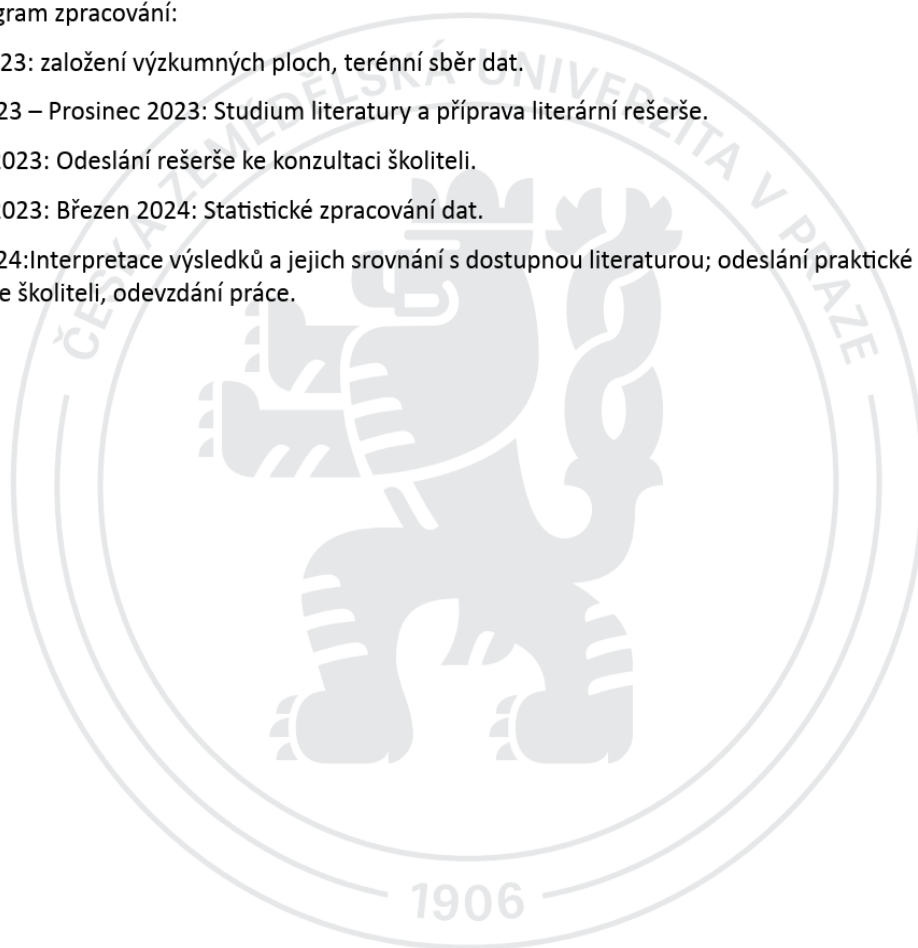 gram zpracování:
23: založení výzkumných ploch, terénní sběr dat.
23 – Prosinec 2023: Studium literatury a příprava literární rešerše.
2023: Odeslání rešerše ke konzultaci školiteli.
2023: Březen 2024: Statistické zpracování dat.
24:Interpretace výsledků a jejich srovnání s dostupnou literaturou; odeslání praktické
e školiteli, odevzdání práce.
ČESKÁ ZEMĚDĚLSKÁ UNIVERZITA V PRAZE
1906